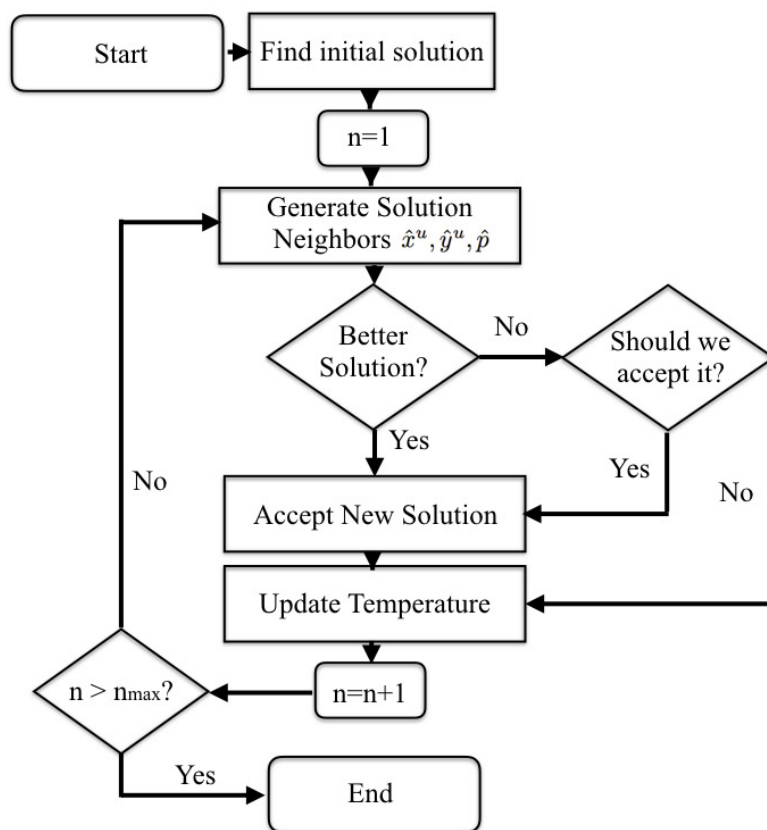 Start
Find initial solution
n=1
Generate Solution
Neighbors x̂ᵘ, ŷᵘ, p̂
Better
Solution?
No
Should we
accept it?
Yes
Yes
No
No
Accept New Solution
Update Temperature
n > nmax?
n=n+1
Yes
End